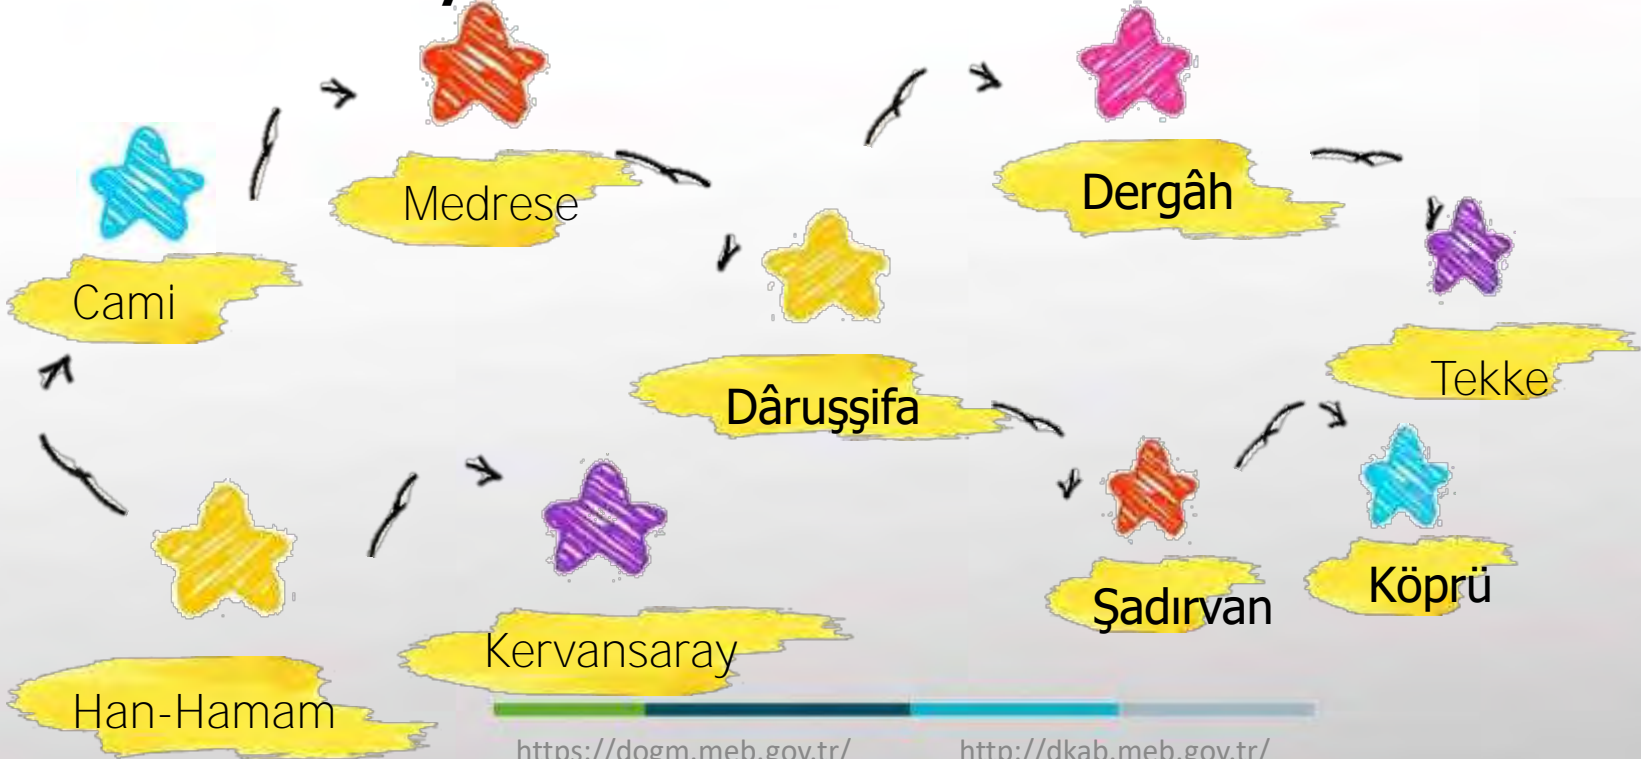 Medrese
Dergâh
Cami
Tekke
Dâruşşifa
Şadırvan
Köprü
Kervansaray
Han-Hamam
https://dogm.meb.gov.tr/
http://dkab.meb.gov.tr/